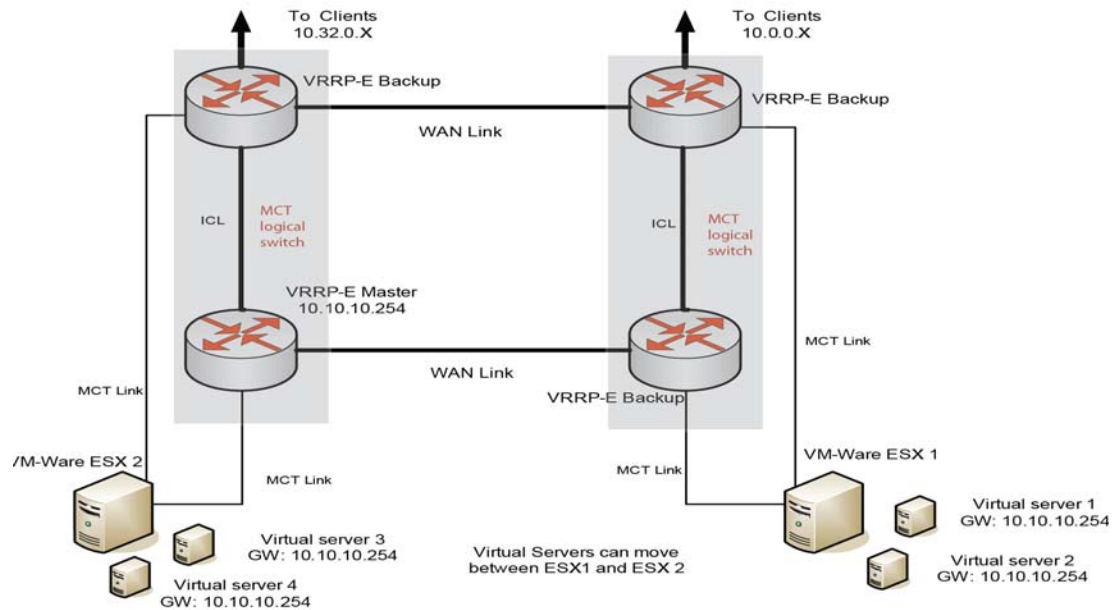 To Clients
10.32.0.X
To Clients
10.0.0.X
VRRP-E Backup
VRRP-E Backup
WAN Link
ICL
MCT
logical
switch
ICL
MCT
logical
switch
VRRP-E Master
10.10.10.254
MCT Link
WAN Link
MCT Link
VRRP-E Backup
/M-Ware ESX 2
MCT Link
MCT Link
VM-Ware ESX 1
Virtual server 3
GW: 10.10.10.254
Virtual server 4
GW: 10.10.10.254
Virtual Servers can move
between ESX1 and ESX 2
Virtual server 1
GW: 10.10.10.254
Virtual server 2
GW: 10.10.10.254